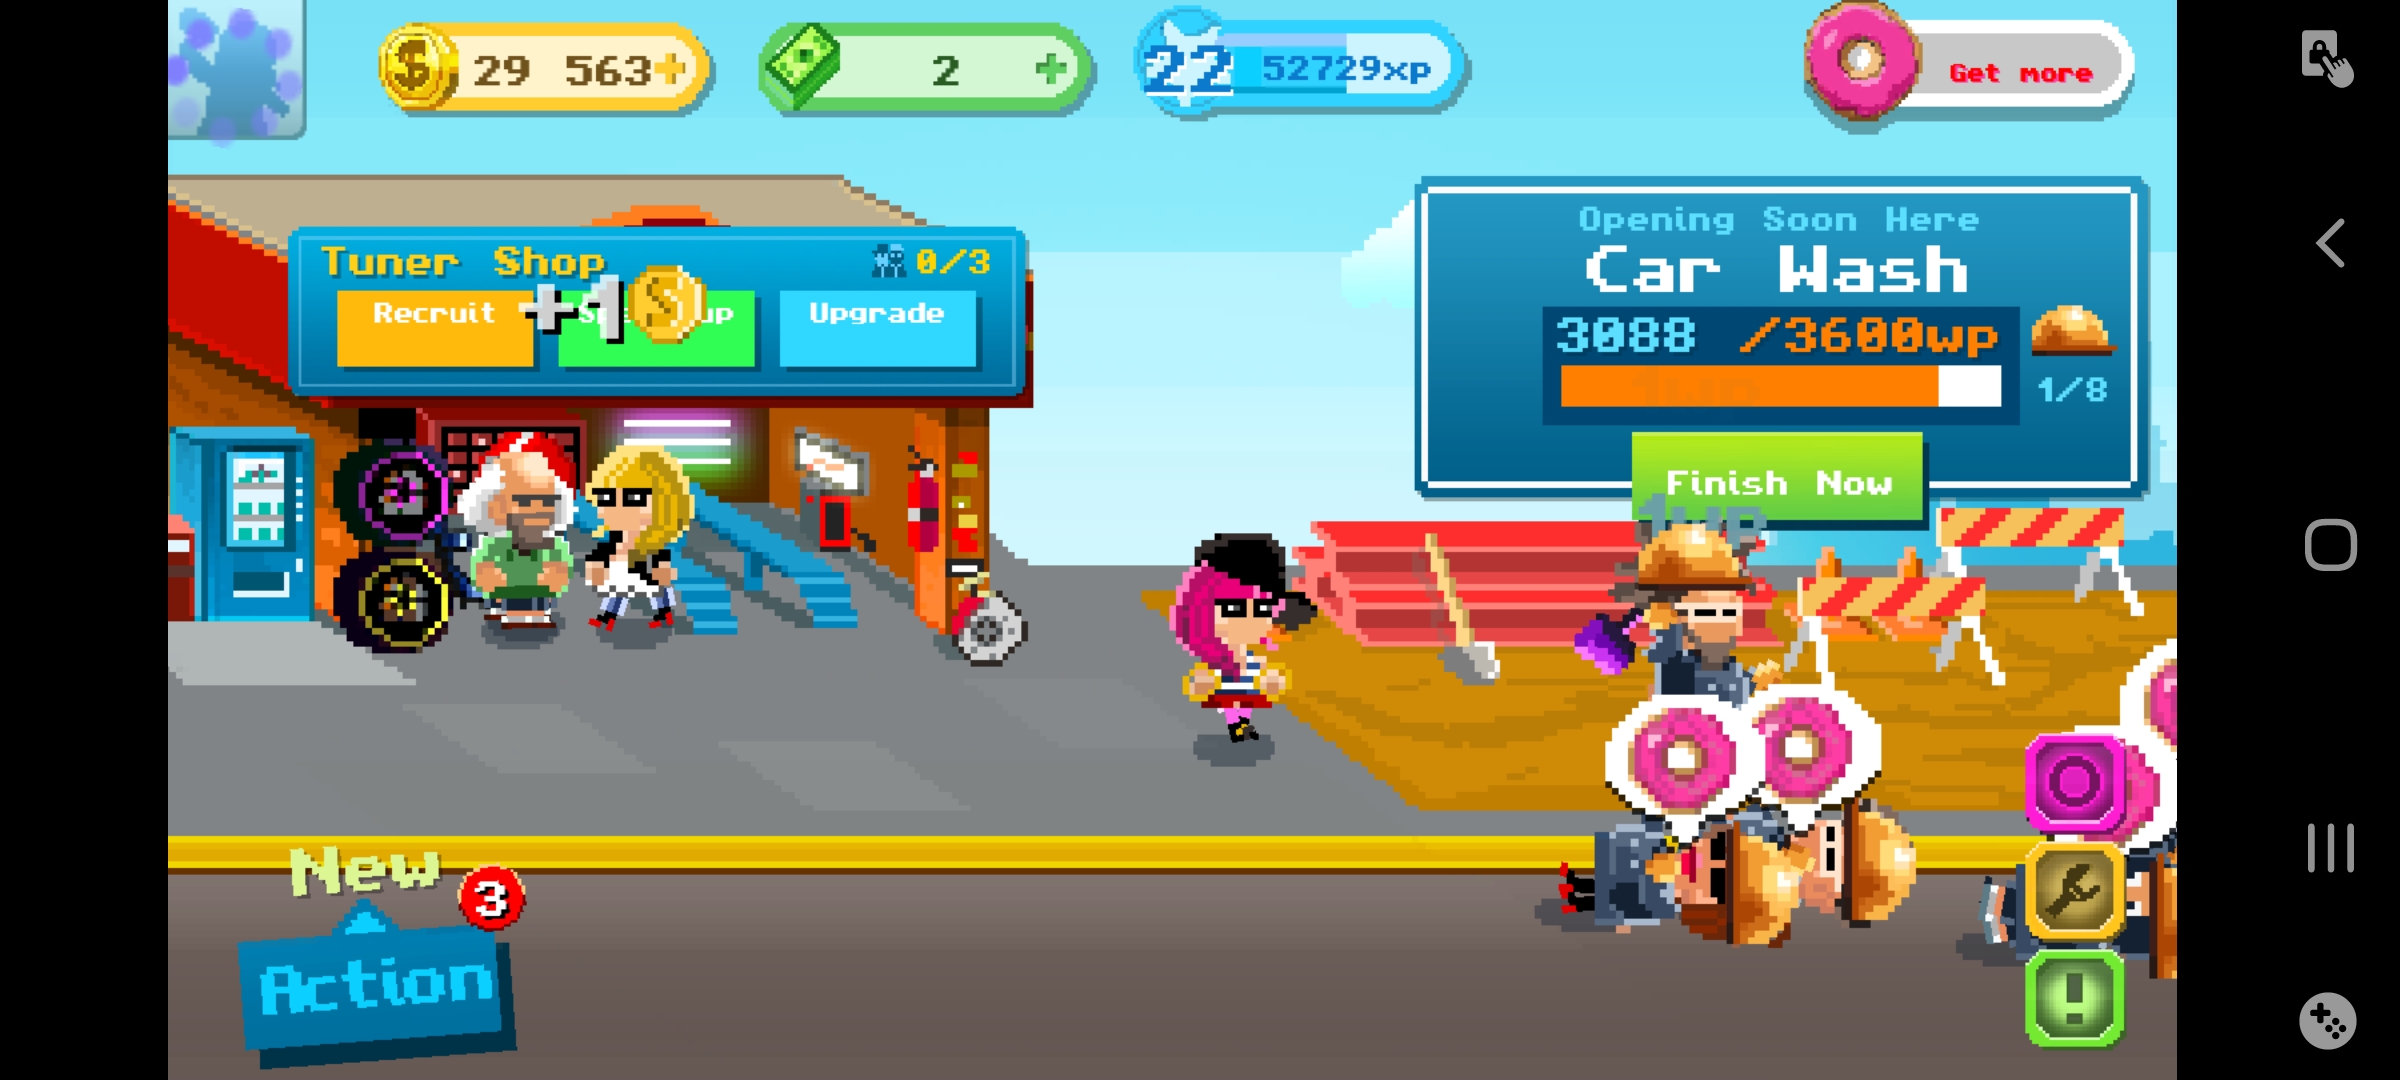 29 563+
2 +
22 52729xp
Get more
Tuner Shop 0/3
Recruit
+1
Upgrade
Opening Soon Here
Car Wash
3088 /3600wp
1/8
Finish Now
1wp
New
3
Action
!